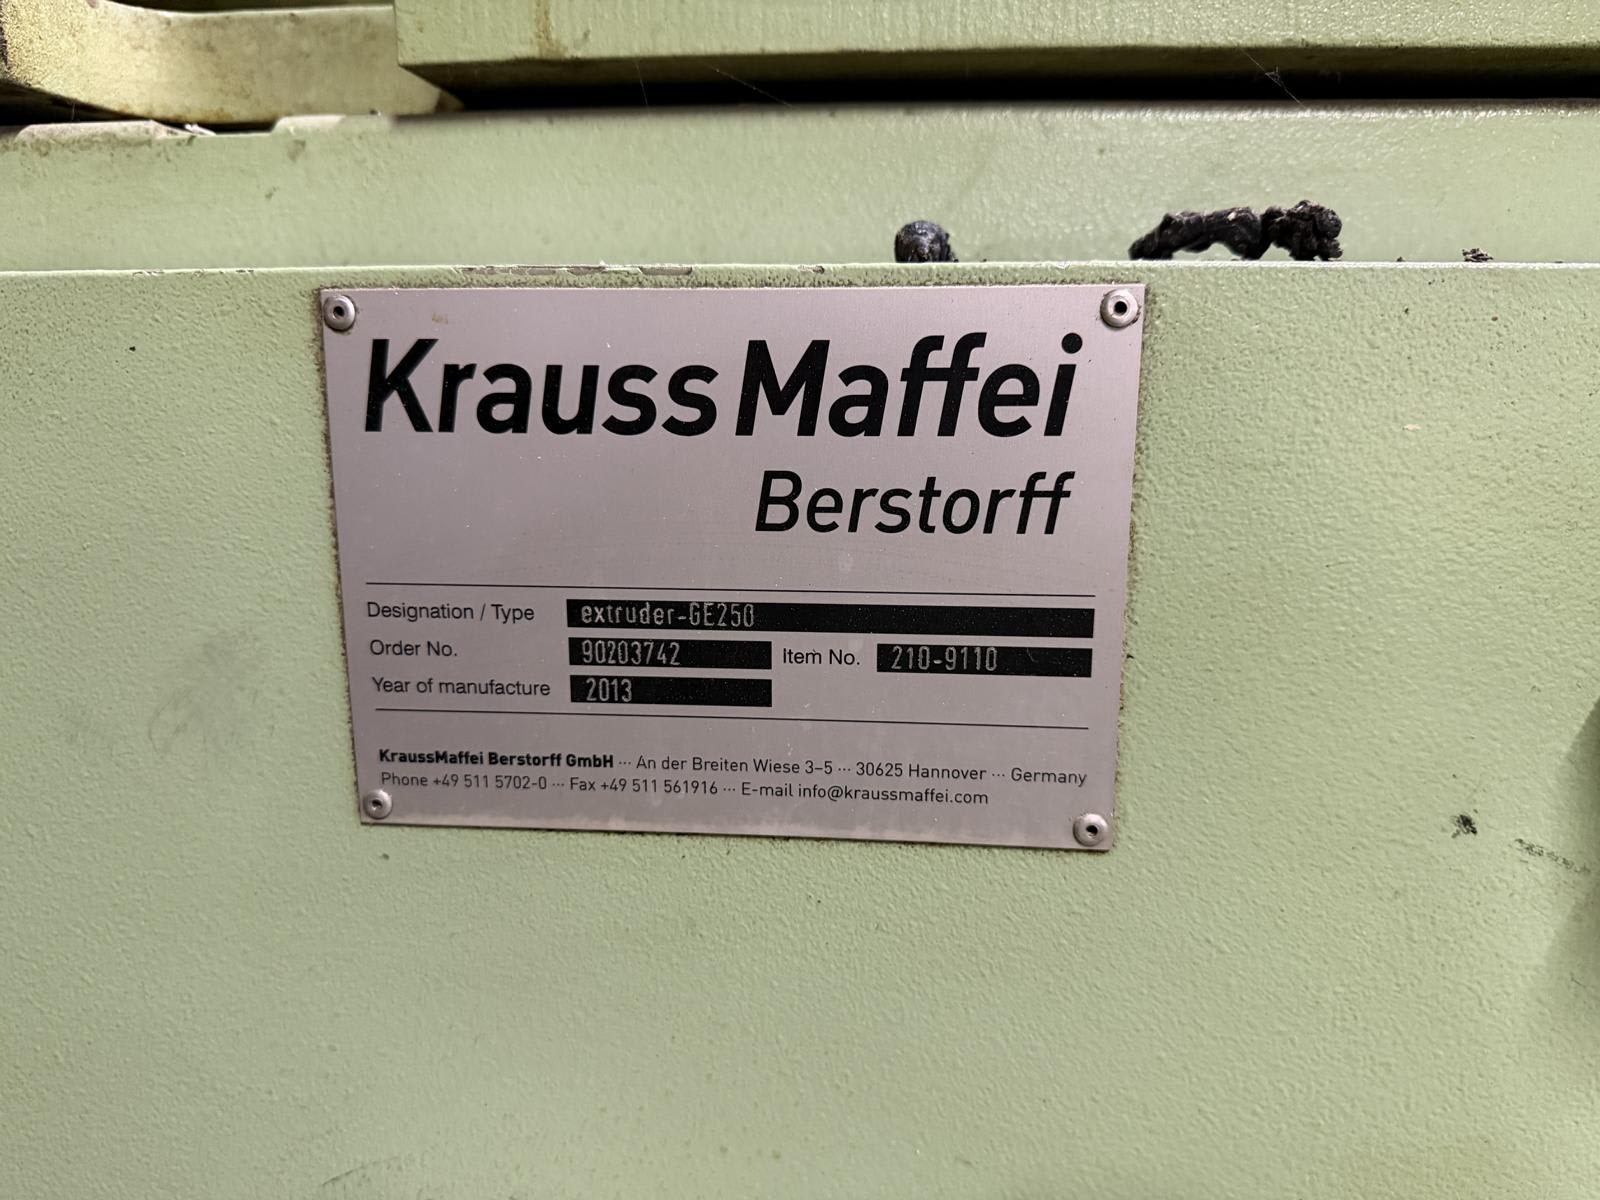 Krauss Maffei
Berstorff
Designation / Type extruder-GE250
Order No. 90203742 Item No. 210-9110
Year of manufacture 2013
KraussMaffei Berstorff GmbH ··· An der Breiten Wiese 3–5 ··· 30625 Hannover ··· Germany
Phone +49 511 5702-0 ··· Fax +49 511 561916 ··· E-mail info@kraussmaffei.com